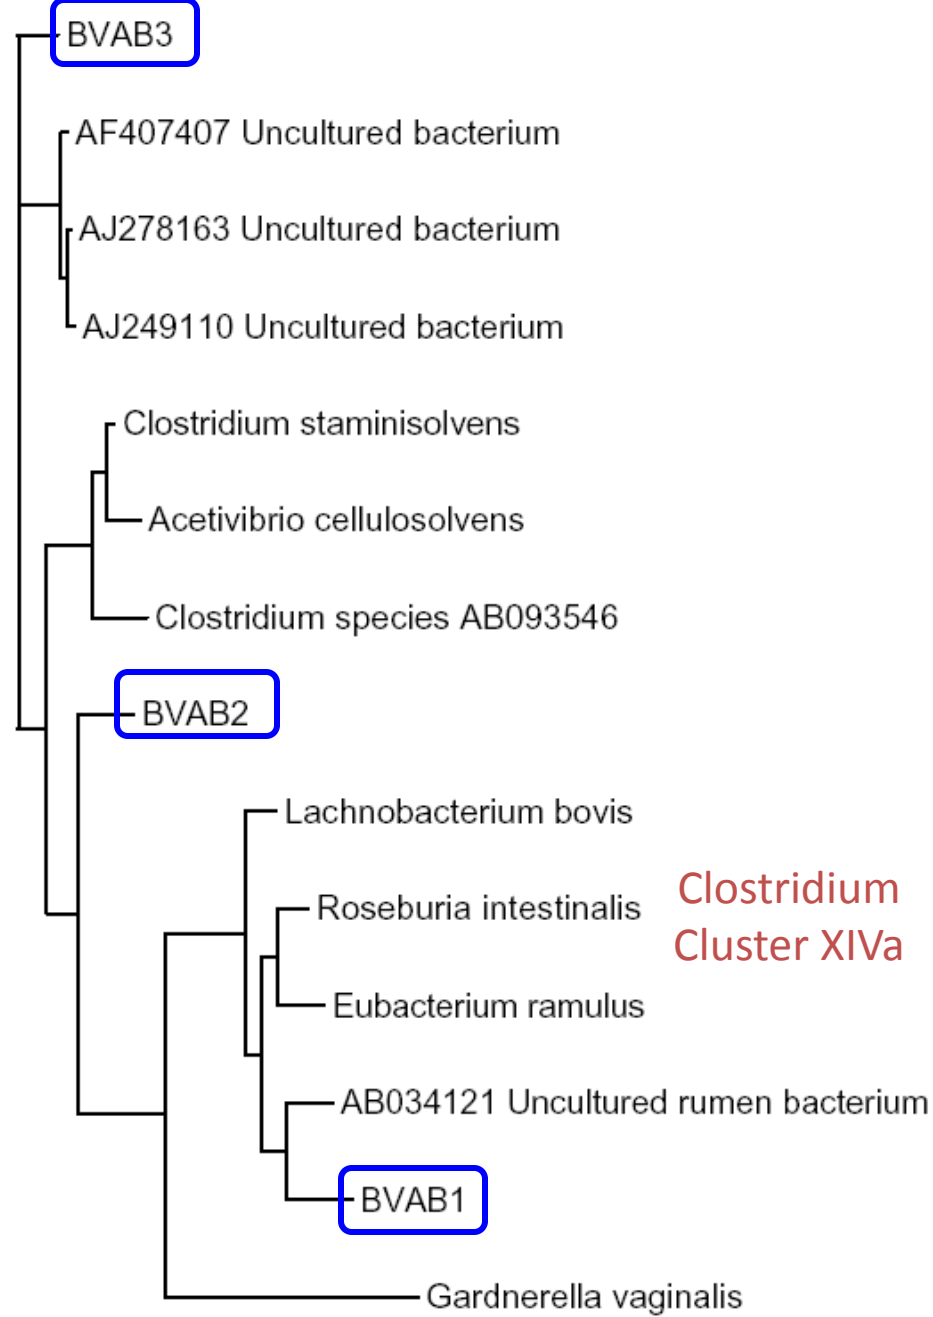 BVAB3
AF407407 Uncultured bacterium
AJ278163 Uncultured bacterium
AJ249110 Uncultured bacterium
Clostridium staminisolvens
Acetivibrio cellulosolvens
Clostridium species AB093546
BVAB2
Lachnobacterium bovis
Roseburia intestinalis
Clostridium
Cluster XIVa
Eubacterium ramulus
AB034121 Uncultured rumen bacterium
BVAB1
Gardnerella vaginalis